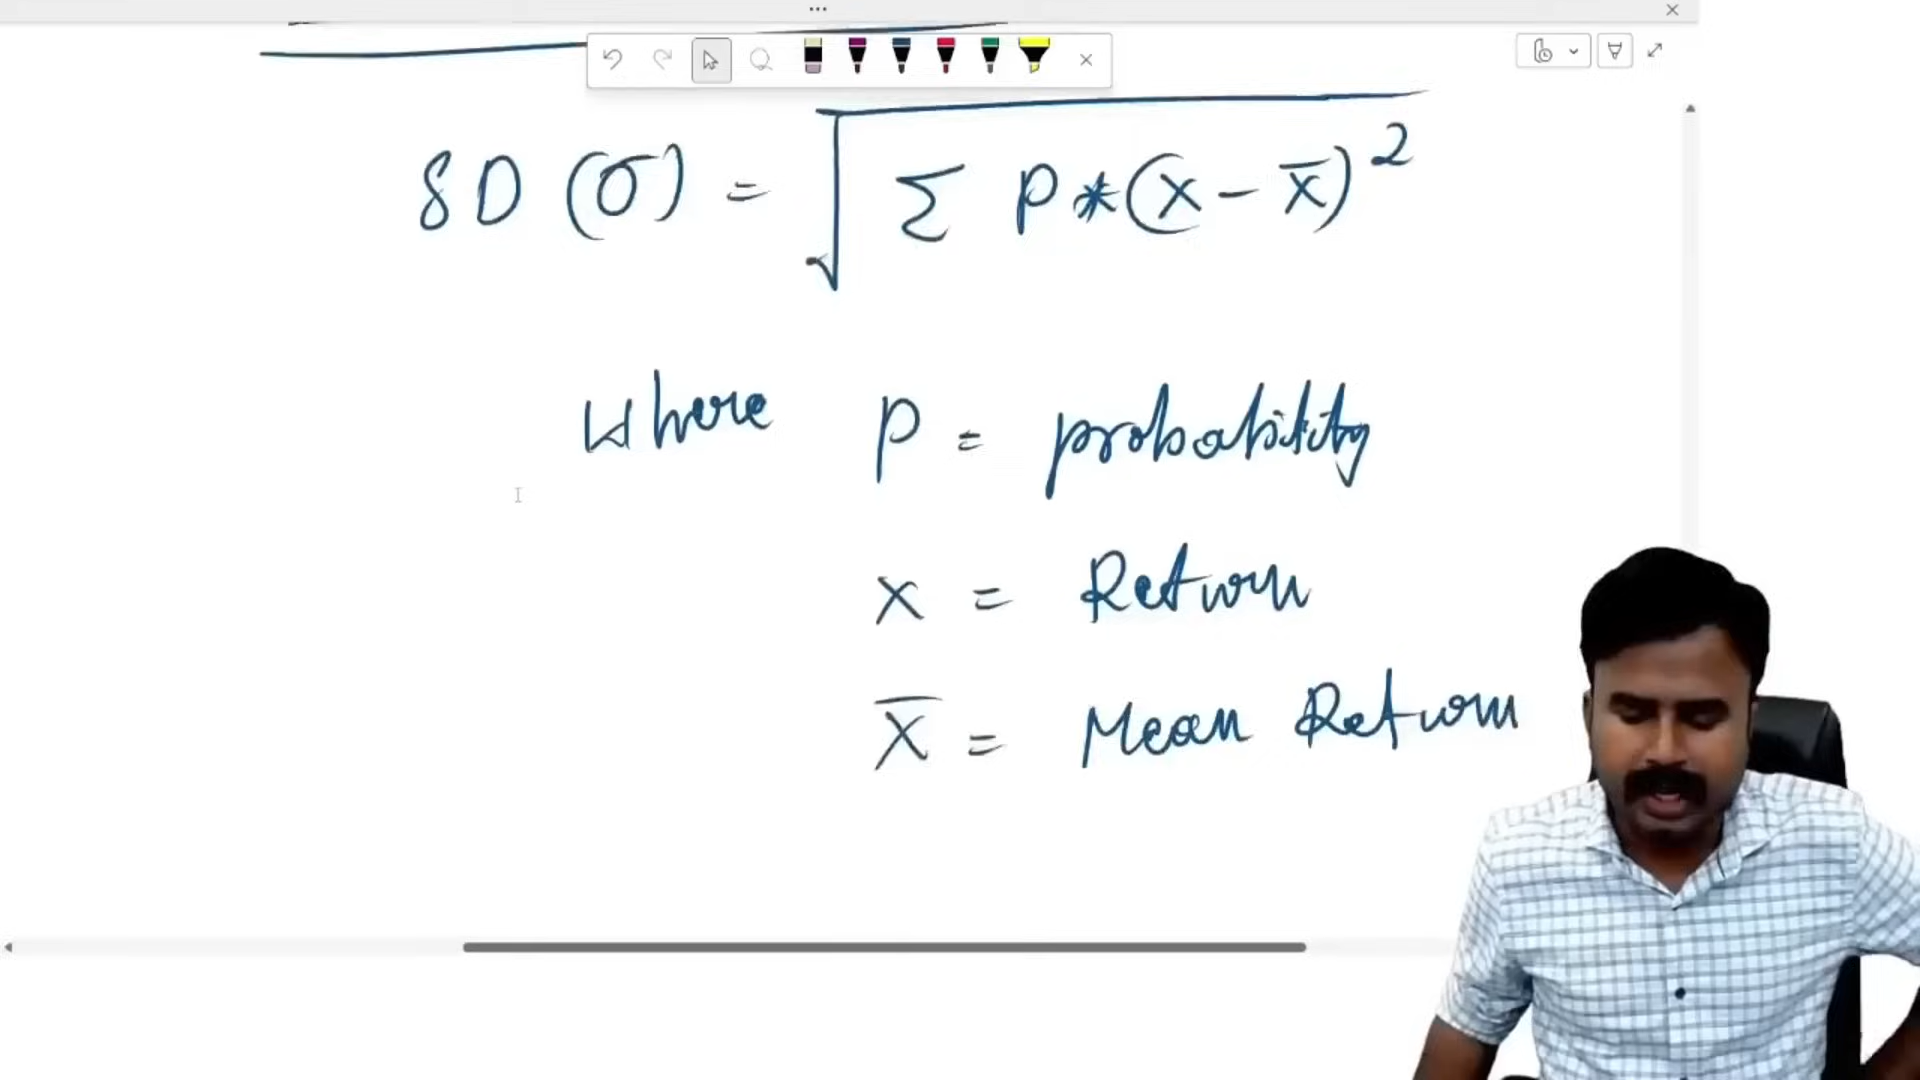 SD (σ) = √ Σ P * (x - x̄)²
Where P = probability
x = Return
x̄ = Mean Return